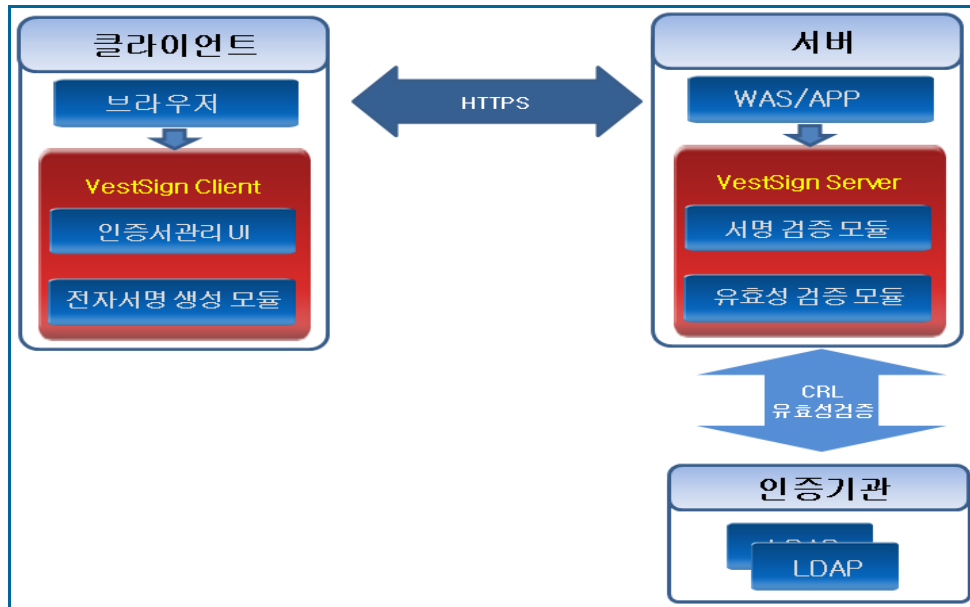 클라이언트
브라우저
VestSign Client
인증서관리 UI
전자서명 생성 모듈
HTTPS
서버
WAS/APP
VestSign Server
서명 검증 모듈
유효성 검증 모듈
CRL
유효성검증
인증기관
LDAP